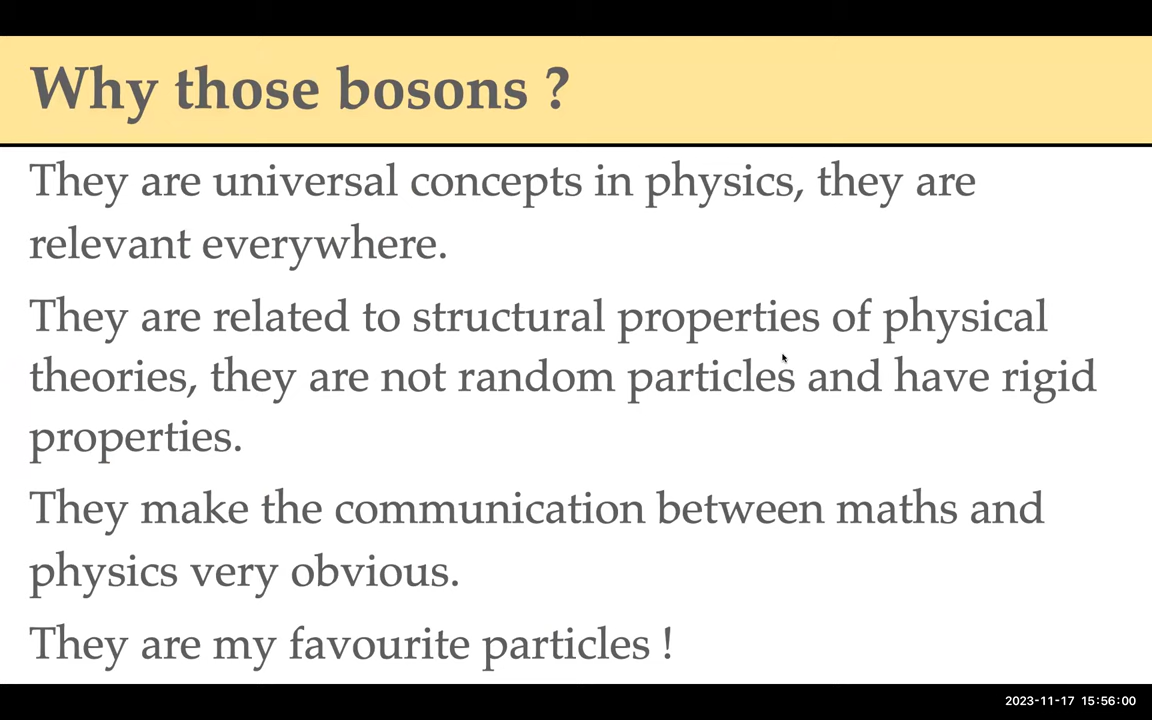 Why those bosons ?
They are universal concepts in physics, they are
relevant everywhere.
They are related to structural properties of physical
theories, they are not random particles and have rigid
properties.
They make the communication between maths and
physics very obvious.
They are my favourite particles !
2023-11-17 15:56:00